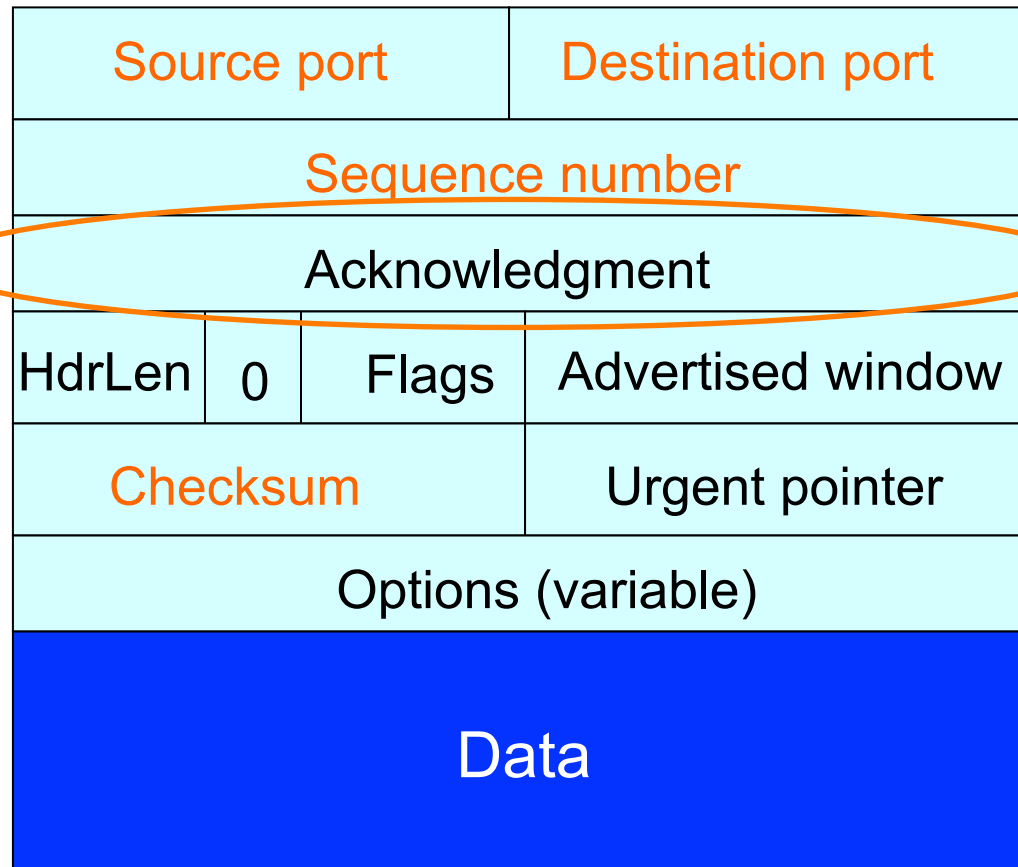 Source port Destination port
Sequence number
Acknowledgment
HdrLen 0 Flags Advertised window
Checksum Urgent pointer
Options (variable)
Data